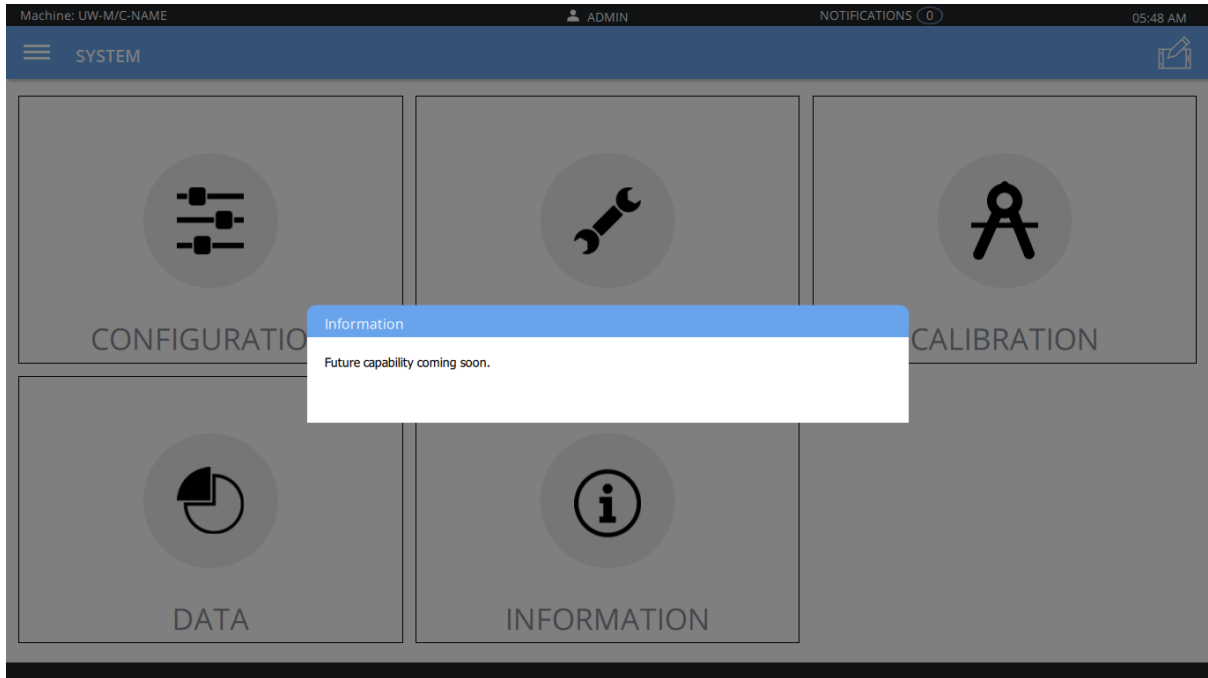 Machine: UW-M/C-NAME ADMIN NOTIFICATIONS 0 05:48 AM
SYSTEM
CONFIGURATIO
CALIBRATION
Information
Future capability coming soon.
DATA
INFORMATION